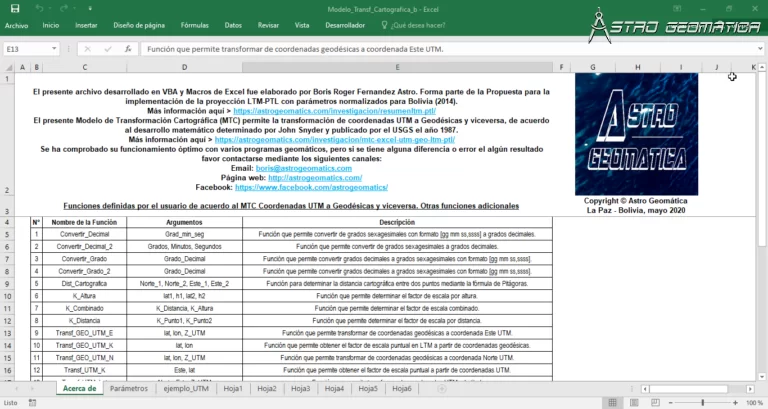 Modelo_Transf_Cartografica_b - Excel
ASTRO GEOMÁTICA
Archivo Inicio Insertar Diseño de página Fórmulas Datos Revisar Vista Desarrollador ¿Qué desea hacer?
E13 Función que permite transformar de coordenadas geodésicas a coordenada Este UTM.
A B C D E F G H I J K
1
El presente archivo desarrollado en VBA y Macros de Excel fue elaborado por Boris Roger Fernandez Astro. Forma parte de la Propuesta para la
implementación de la proyección LTM-PTL con parámetros normalizados para Bolivia (2014).
Más información aquí > https://astrogeomatics.com/investigacion/resumenltm.ptl/
El presente Modelo de Transformación Cartográfica (MTC) permite la transformación de coordenadas UTM a Geodésicas y viceversa, de acuerdo
al desarrollo matemático determinado por John Snyder y publicado por el USGS el año 1987.
Más información aquí > https://astrogeomatics.com/investigacion/mtc-excel-utm-geo-ltm-ptl/
Se ha comprobado su funcionamiento óptimo con varios programas geomáticos, pero si se tiene alguna diferencia o error el algún resultado
favor contactarse mediante los siguientes canales:
Email: boris@astrogeomatics.com
Página web: http://astrogeomatics.com/
Facebook: https://www.facebook.com/astrogeomatics/
2
ASTRO
GEOMATICA
Copyright © Astro Geomática
La Paz - Bolivia, mayo 2020
3 Funciones definidas por el usuario de acuerdo al MTC Coordenadas UTM a Geodésicas y viceversa. Otras funciones adicionales
4 N° Nombre de la Función Argumentos Descripción
5 1 Convertir_Decimal Grad_min_seg Función que permite convertir de grados sexagesimales con formato [gg mm ss,ssss] a grados decimales.
6 2 Convertir_Decimal_2 Grados, Minutos, Segundos Función que permite convertir de grados sexagesimales a grados decimales.
7 3 Convertir_Grado Grado_Decimal Función que permite convertir grados decimales a grados sexagesimales con formato [gg mm ss,ssss].
8 4 Convertir_Grado_2 Grado_Decimal Función que permite convertir grados decimales a grados sexagesimales con formato [gg mm ss,ssss].
9 5 Dist_Cartografica Norte_1, Norte_2, Este_1, Este_2 Función para determinar la distancia cartográfica entre dos puntos mediante la fórmula de Pitágoras.
10 6 K_Altura lat1, h1, lat2, h2 Función que permite determinar el factor de escala por altura.
11 7 K_Combinado K_Distancia, K_Altura Función que permite determinar el factor de escala combinado.
12 8 K_Distancia K_Punto1, K_Punto2 Función que permite determinar el factor de escala por distancia.
13 9 Transf_GEO_UTM_E lat, lon, Z_UTM Función que permite transformar de coordenadas geodésicas a coordenada Este UTM.
14 10 Transf_GEO_UTM_K lat, lon Función que permite obtener el factor de escala puntual en LTM a partir de coordenadas geodésicas.
15 11 Transf_GEO_UTM_N lat, lon, Z_UTM Función que permite transformar de coordenadas geodésicas a coordenada Norte UTM.
16 12 Transf_UTM_K Este, lat Función que permite obtener el factor de escala puntual a partir de coordenadas UTM.
Acerca de Parámetros ejemplo_UTM Hoja1 Hoja2 Hoja3 Hoja4 Hoja5 Hoja6
Listo 100 %